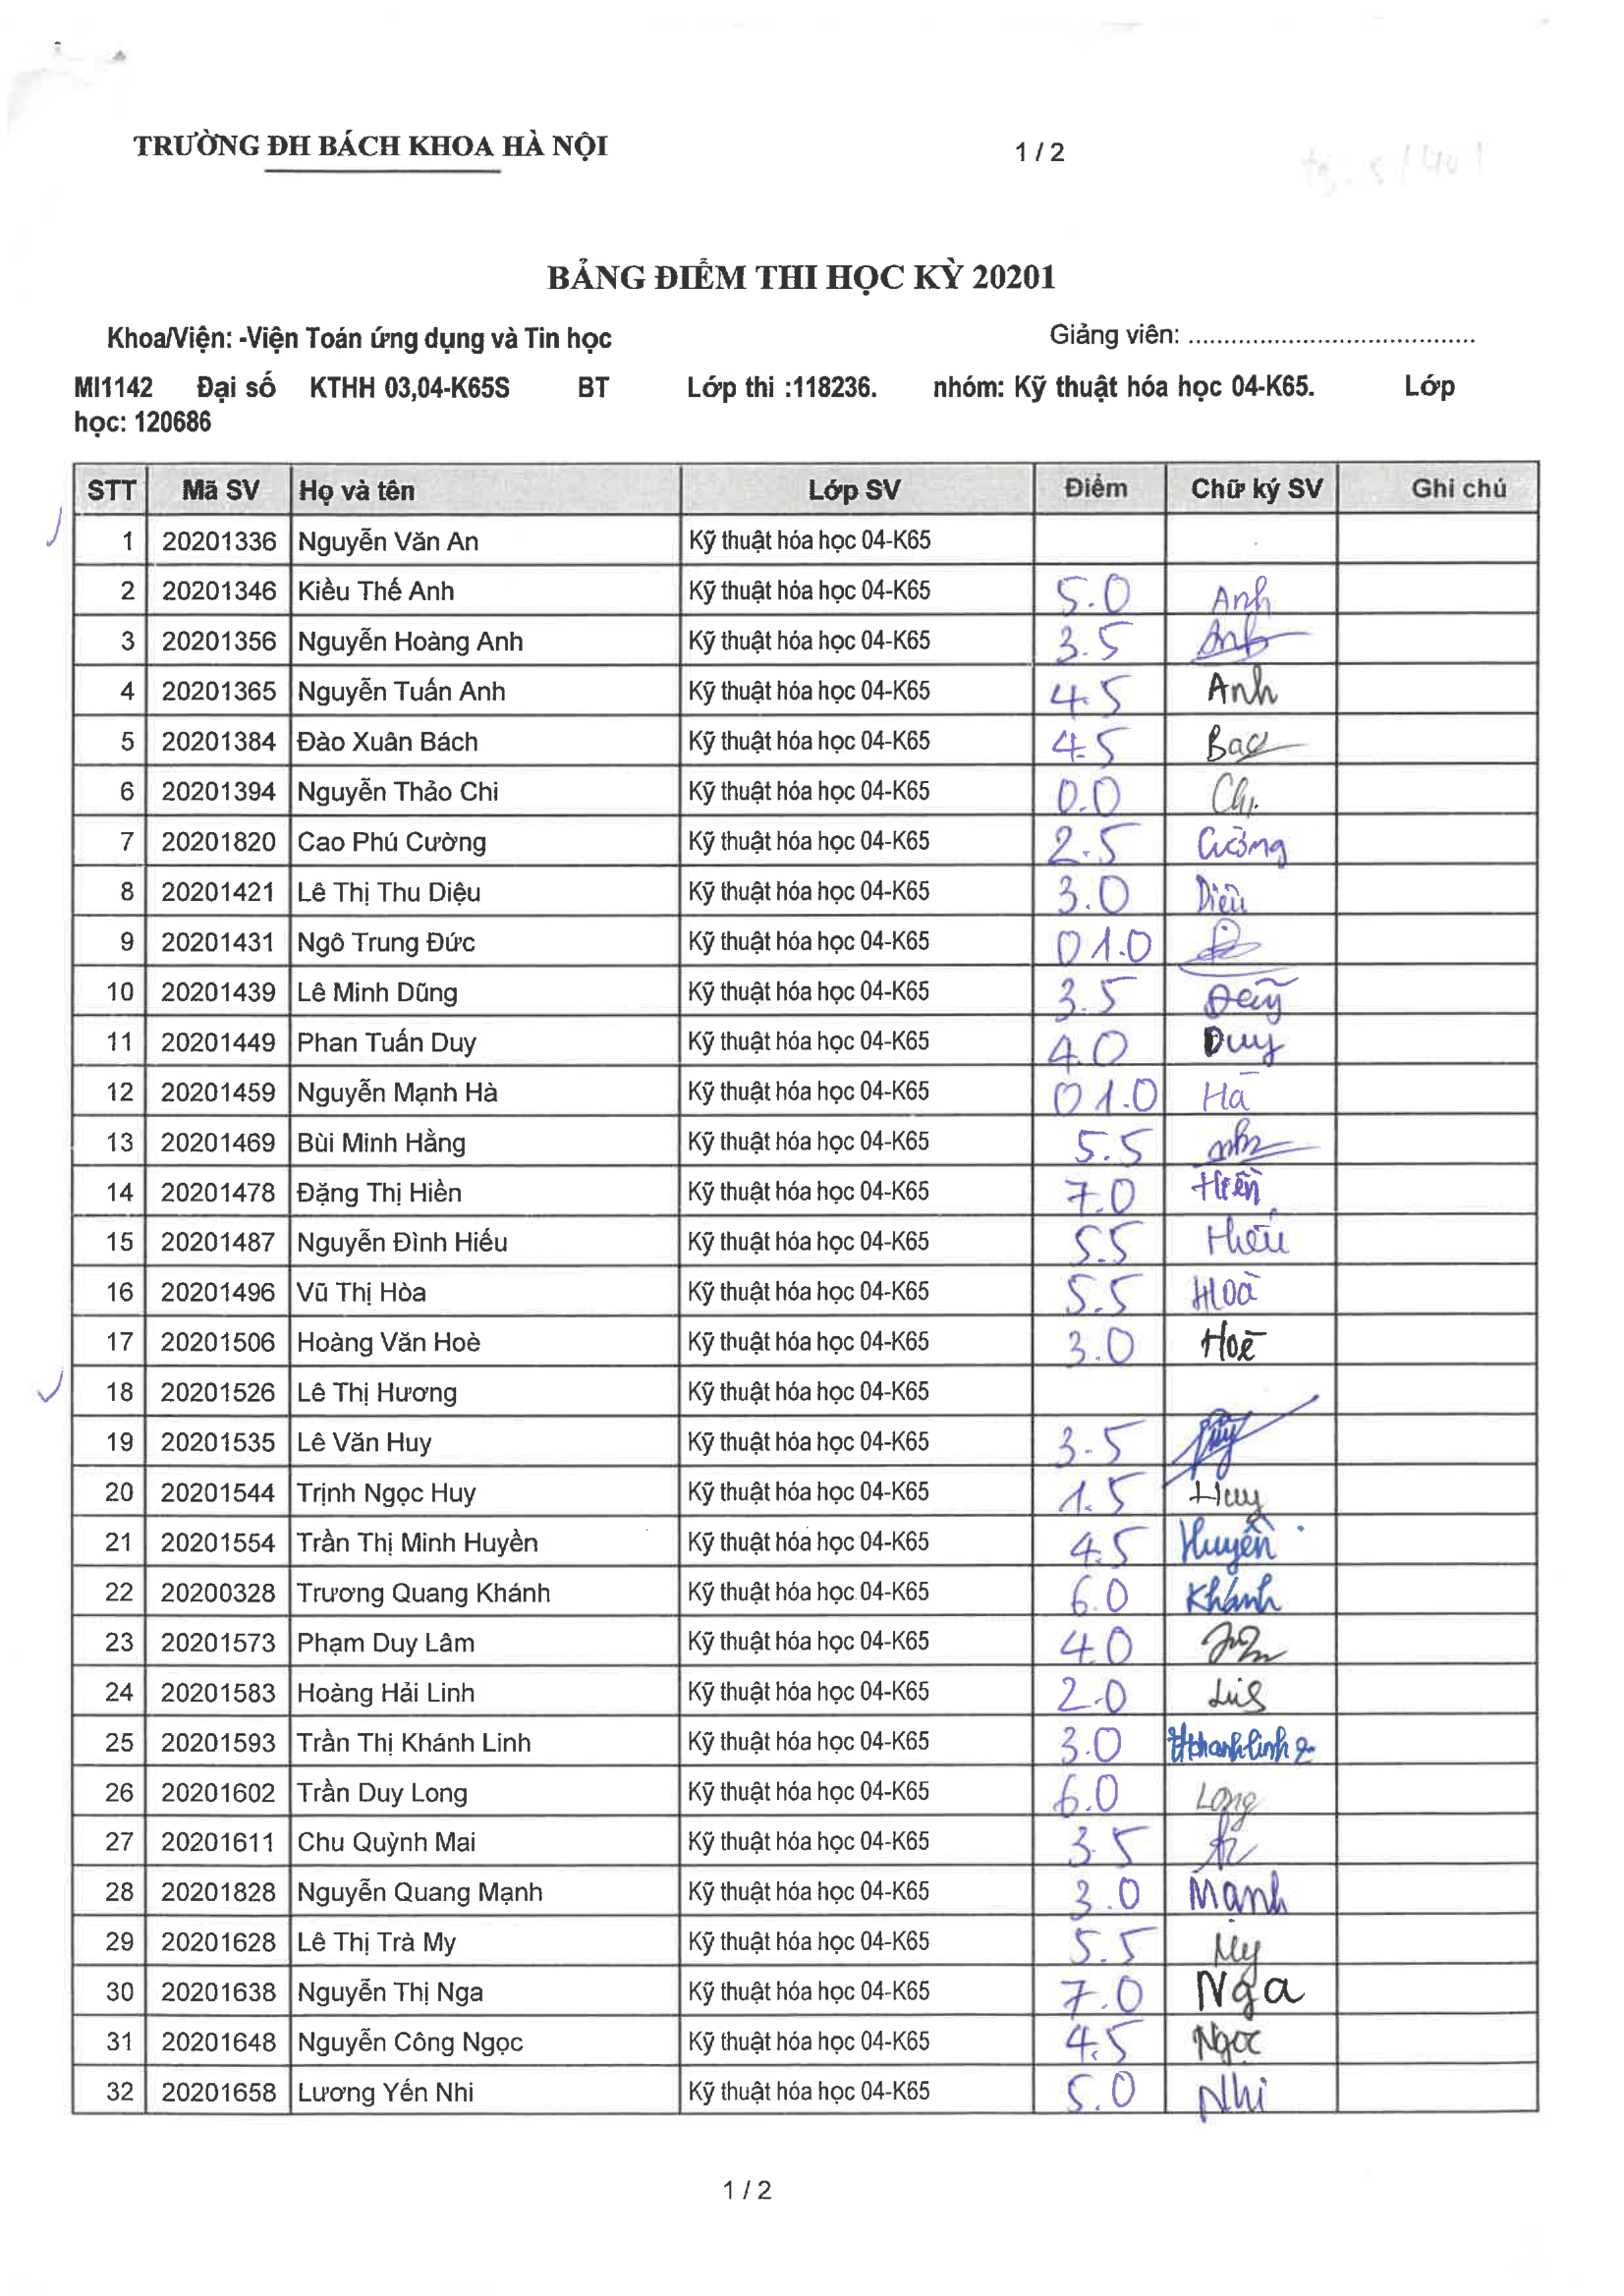 TRƯỜNG ĐH BÁCH KHOA HÀ NỘI 1 / 2
BẢNG ĐIỂM THI HỌC KỲ 20201
Khoa/Viện: -Viện Toán ứng dụng và Tin học Giảng viên: ........................................
MI1142 Đại số KTHH 03,04-K65S BT Lớp thi :118236. nhóm: Kỹ thuật hóa học 04-K65. Lớp
học: 120686
STT Mã SV Họ và tên Lớp SV Điểm Chữ ký SV Ghi chú
1 20201336 Nguyễn Văn An Kỹ thuật hóa học 04-K65
2 20201346 Kiều Thế Anh Kỹ thuật hóa học 04-K65 5.0 Anh
3 20201356 Nguyễn Hoàng Anh Kỹ thuật hóa học 04-K65 3.5 Anh
4 20201365 Nguyễn Tuấn Anh Kỹ thuật hóa học 04-K65 4.5 Anh
5 20201384 Đào Xuân Bách Kỹ thuật hóa học 04-K65 4.5
6 20201394 Nguyễn Thảo Chi Kỹ thuật hóa học 04-K65 0.0 Chi
7 20201820 Cao Phú Cường Kỹ thuật hóa học 04-K65 2.5 Cường
8 20201421 Lê Thị Thu Diệu Kỹ thuật hóa học 04-K65 3.0 Diệu
9 20201431 Ngô Trung Đức Kỹ thuật hóa học 04-K65 01.0
10 20201439 Lê Minh Dũng Kỹ thuật hóa học 04-K65 3.5
11 20201449 Phan Tuấn Duy Kỹ thuật hóa học 04-K65 4.0 Duy
12 20201459 Nguyễn Mạnh Hà Kỹ thuật hóa học 04-K65 01.0 Hà
13 20201469 Bùi Minh Hằng Kỹ thuật hóa học 04-K65 5.5
14 20201478 Đặng Thị Hiền Kỹ thuật hóa học 04-K65 7.0 Hiền
15 20201487 Nguyễn Đình Hiếu Kỹ thuật hóa học 04-K65 5.5 Hiếu
16 20201496 Vũ Thị Hòa Kỹ thuật hóa học 04-K65 5.5 Hoà
17 20201506 Hoàng Văn Hoè Kỹ thuật hóa học 04-K65 3.0 Hoè
18 20201526 Lê Thị Hương Kỹ thuật hóa học 04-K65
19 20201535 Lê Văn Huy Kỹ thuật hóa học 04-K65 3.5
20 20201544 Trịnh Ngọc Huy Kỹ thuật hóa học 04-K65 1.5 Huy
21 20201554 Trần Thị Minh Huyền Kỹ thuật hóa học 04-K65 4.5 Huyền
22 20200328 Trương Quang Khánh Kỹ thuật hóa học 04-K65 6.0 Khánh
23 20201573 Phạm Duy Lâm Kỹ thuật hóa học 04-K65 4.0
24 20201583 Hoàng Hải Linh Kỹ thuật hóa học 04-K65 2.0
25 20201593 Trần Thị Khánh Linh Kỹ thuật hóa học 04-K65 3.0
26 20201602 Trần Duy Long Kỹ thuật hóa học 04-K65 6.0 Long
27 20201611 Chu Quỳnh Mai Kỹ thuật hóa học 04-K65 3.5
28 20201828 Nguyễn Quang Mạnh Kỹ thuật hóa học 04-K65 3.0 Mạnh
29 20201628 Lê Thị Trà My Kỹ thuật hóa học 04-K65 5.5 My
30 20201638 Nguyễn Thị Nga Kỹ thuật hóa học 04-K65 7.0 Nga
31 20201648 Nguyễn Công Ngọc Kỹ thuật hóa học 04-K65 4.5 Ngọc
32 20201658 Lương Yến Nhi Kỹ thuật hóa học 04-K65 5.0 Nhi
1 / 2